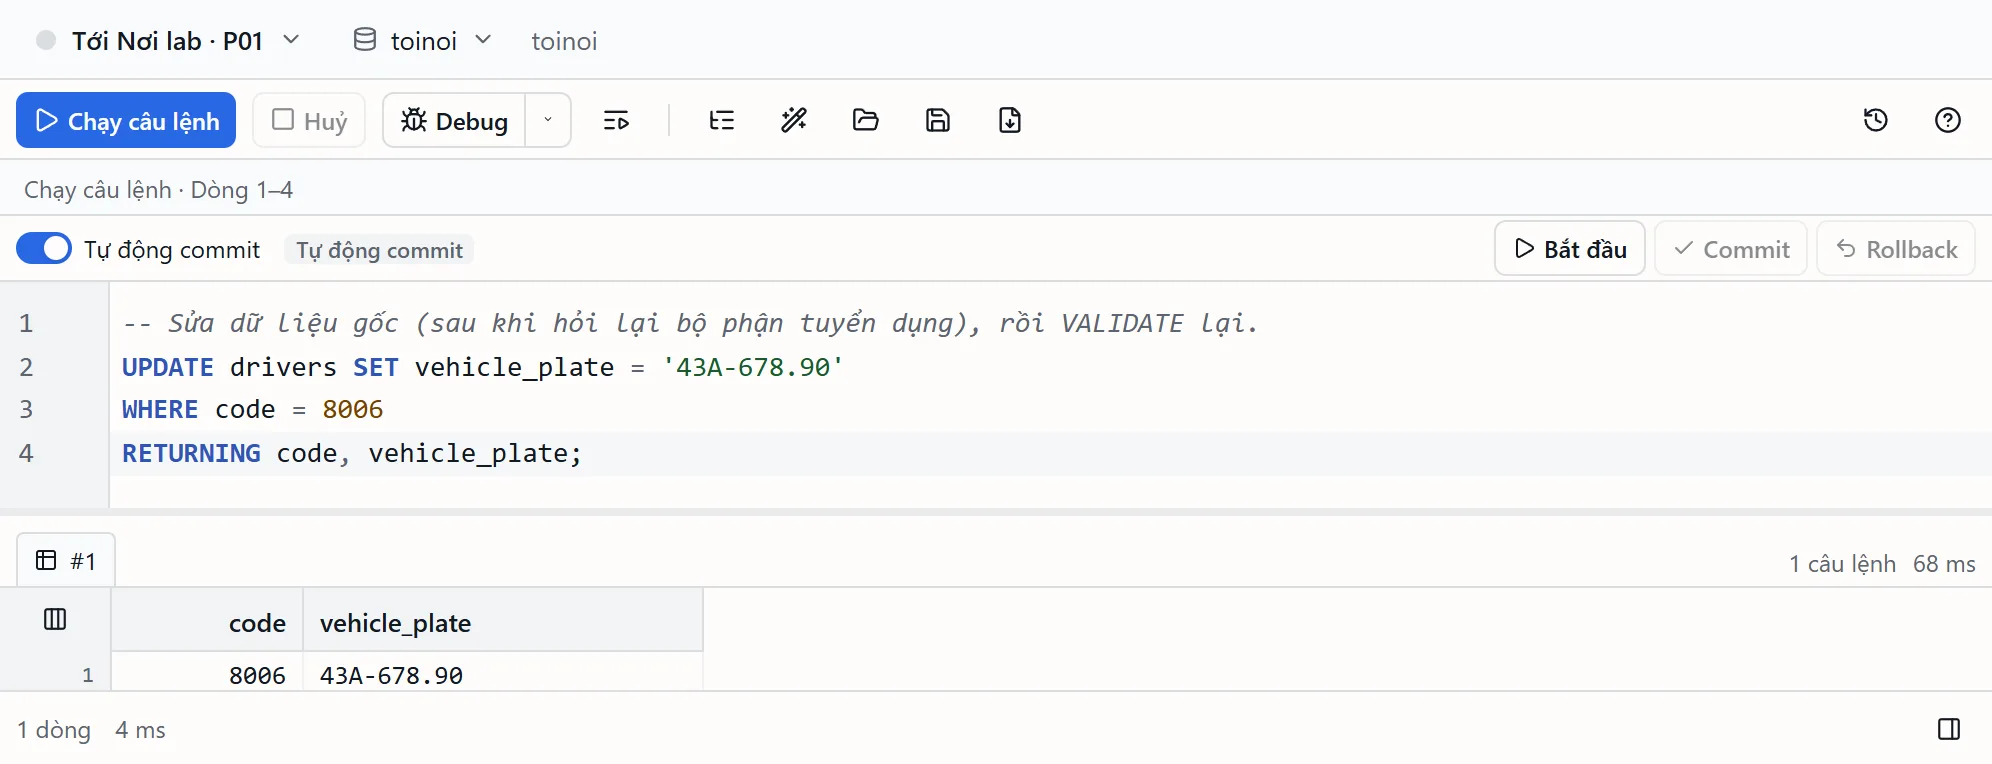 Tới Nơi lab · P01 toinoi toinoi
Chạy câu lệnh Huỷ Debug
Chạy câu lệnh · Dòng 1–4
Tự động commit Tự động commit Bắt đầu Commit Rollback
1 -- Sửa dữ liệu gốc (sau khi hỏi lại bộ phận tuyển dụng), rồi VALIDATE lại.
2 UPDATE drivers SET vehicle_plate = '43A-678.90'
3 WHERE code = 8006
4 RETURNING code, vehicle_plate;
#1 1 câu lệnh 68 ms
code vehicle_plate
1 8006 43A-678.90
1 dòng 4 ms